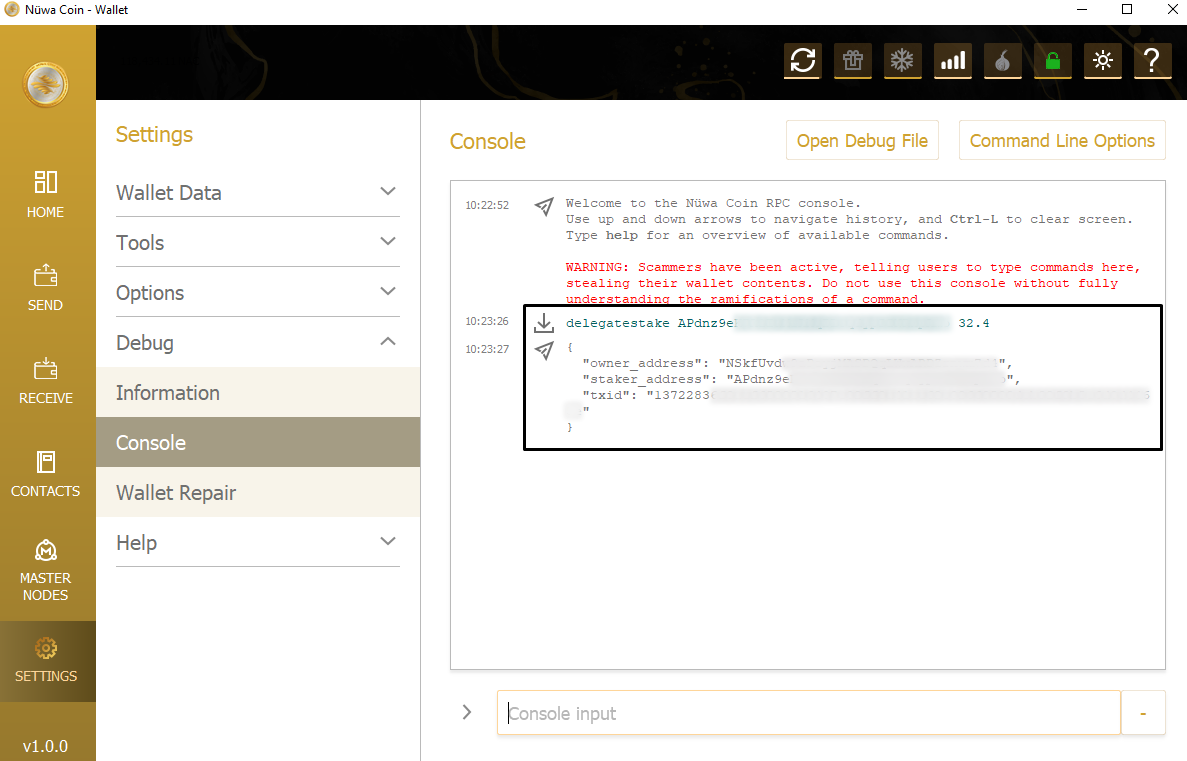 Nüwa Coin - Wallet
?
HOME
SEND
RECEIVE
CONTACTS
MASTER
NODES
SETTINGS
v1.0.0
Settings
Wallet Data
Tools
Options
Debug
Information
Console
Wallet Repair
Help
Console
Open Debug File
Command Line Options
10:22:52
Welcome to the Nüwa Coin RPC console.
Use up and down arrows to navigate history, and Ctrl-L to clear screen.
Type help for an overview of available commands.
WARNING: Scammers have been active, telling users to type commands here,
stealing their wallet contents. Do not use this console without fully
understanding the ramifications of a command.
10:23:26
delegatestake APdnz9e 32.4
10:23:27
{
"owner_address": "NSkfUvd ",
"staker_address": "APdnz9e ",
"txid": "1372283
"
}
Console input
-